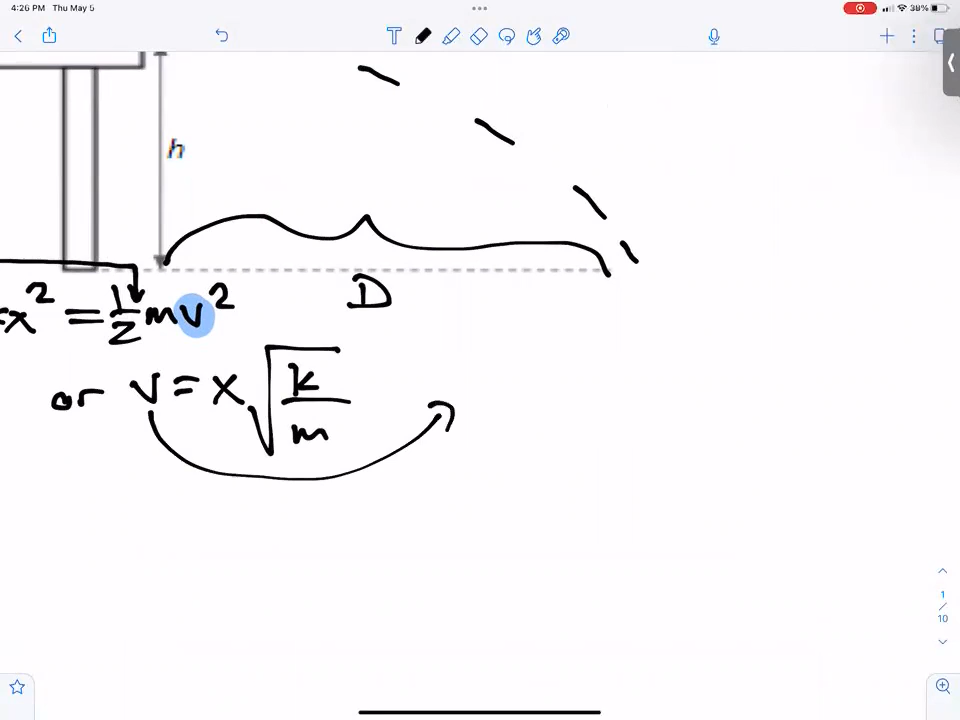 4:26 PM Thu May 5
38%
T
h
D
x² = ½mv²
or v = x√(k/m)
1
/
10